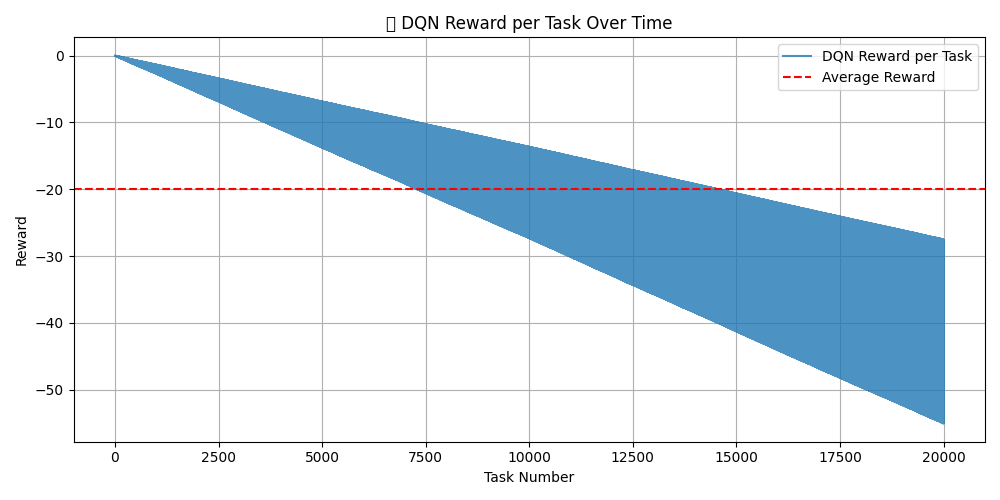 ▯ DQN Reward per Task Over Time
DQN Reward per Task
Average Reward
0
−10
−20
−30
−40
−50
Reward
0 2500 5000 7500 10000 12500 15000 17500 20000
Task Number